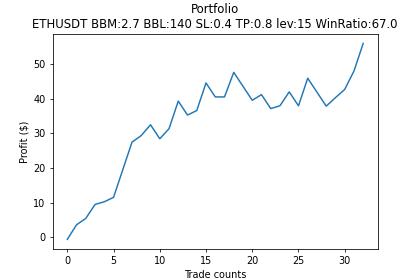 Portfolio
ETHUSDT BBM:2.7 BBL:140 SL:0.4 TP:0.8 lev:15 WinRatio:67.0
50
40
30
20
10
0
Profit ($)
0 5 10 15 20 25 30
Trade counts